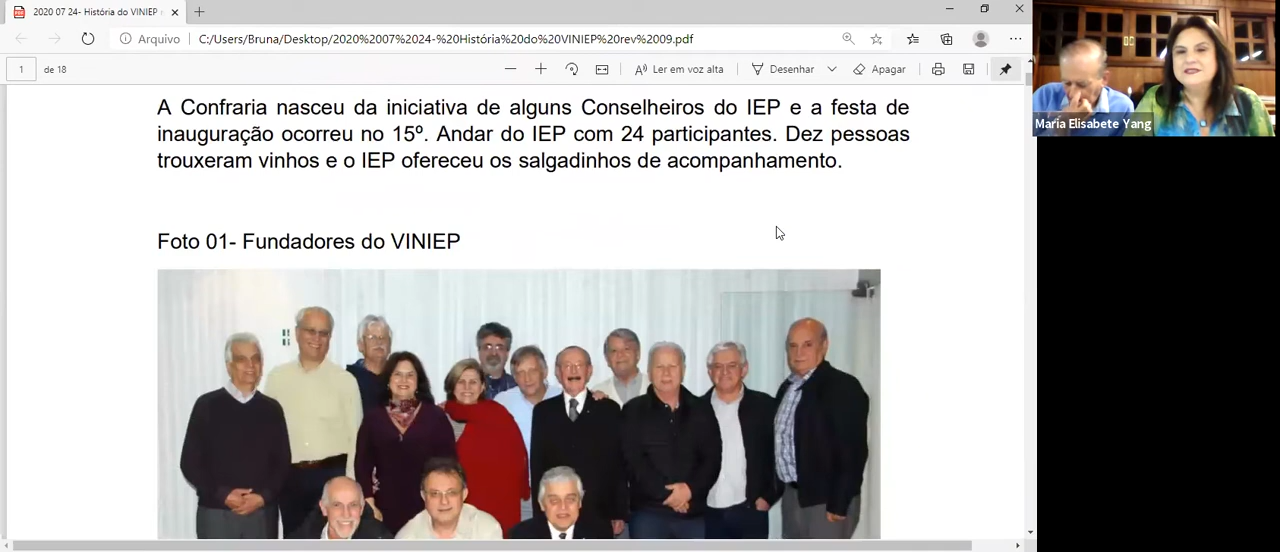 2020 07 24- História do VINIEP
Arquivo C:/Users/Bruna/Desktop/2020%2007%2024-%20História%20do%20VINIEP%20rev%2009.pdf
1 de 18 Ler em voz alta Desenhar Apagar
Maria Elisabete Yang
A Confraria nasceu da iniciativa de alguns Conselheiros do IEP e a festa de
inauguração ocorreu no 15º. Andar do IEP com 24 participantes. Dez pessoas
trouxeram vinhos e o IEP ofereceu os salgadinhos de acompanhamento.
Foto 01- Fundadores do VINIEP